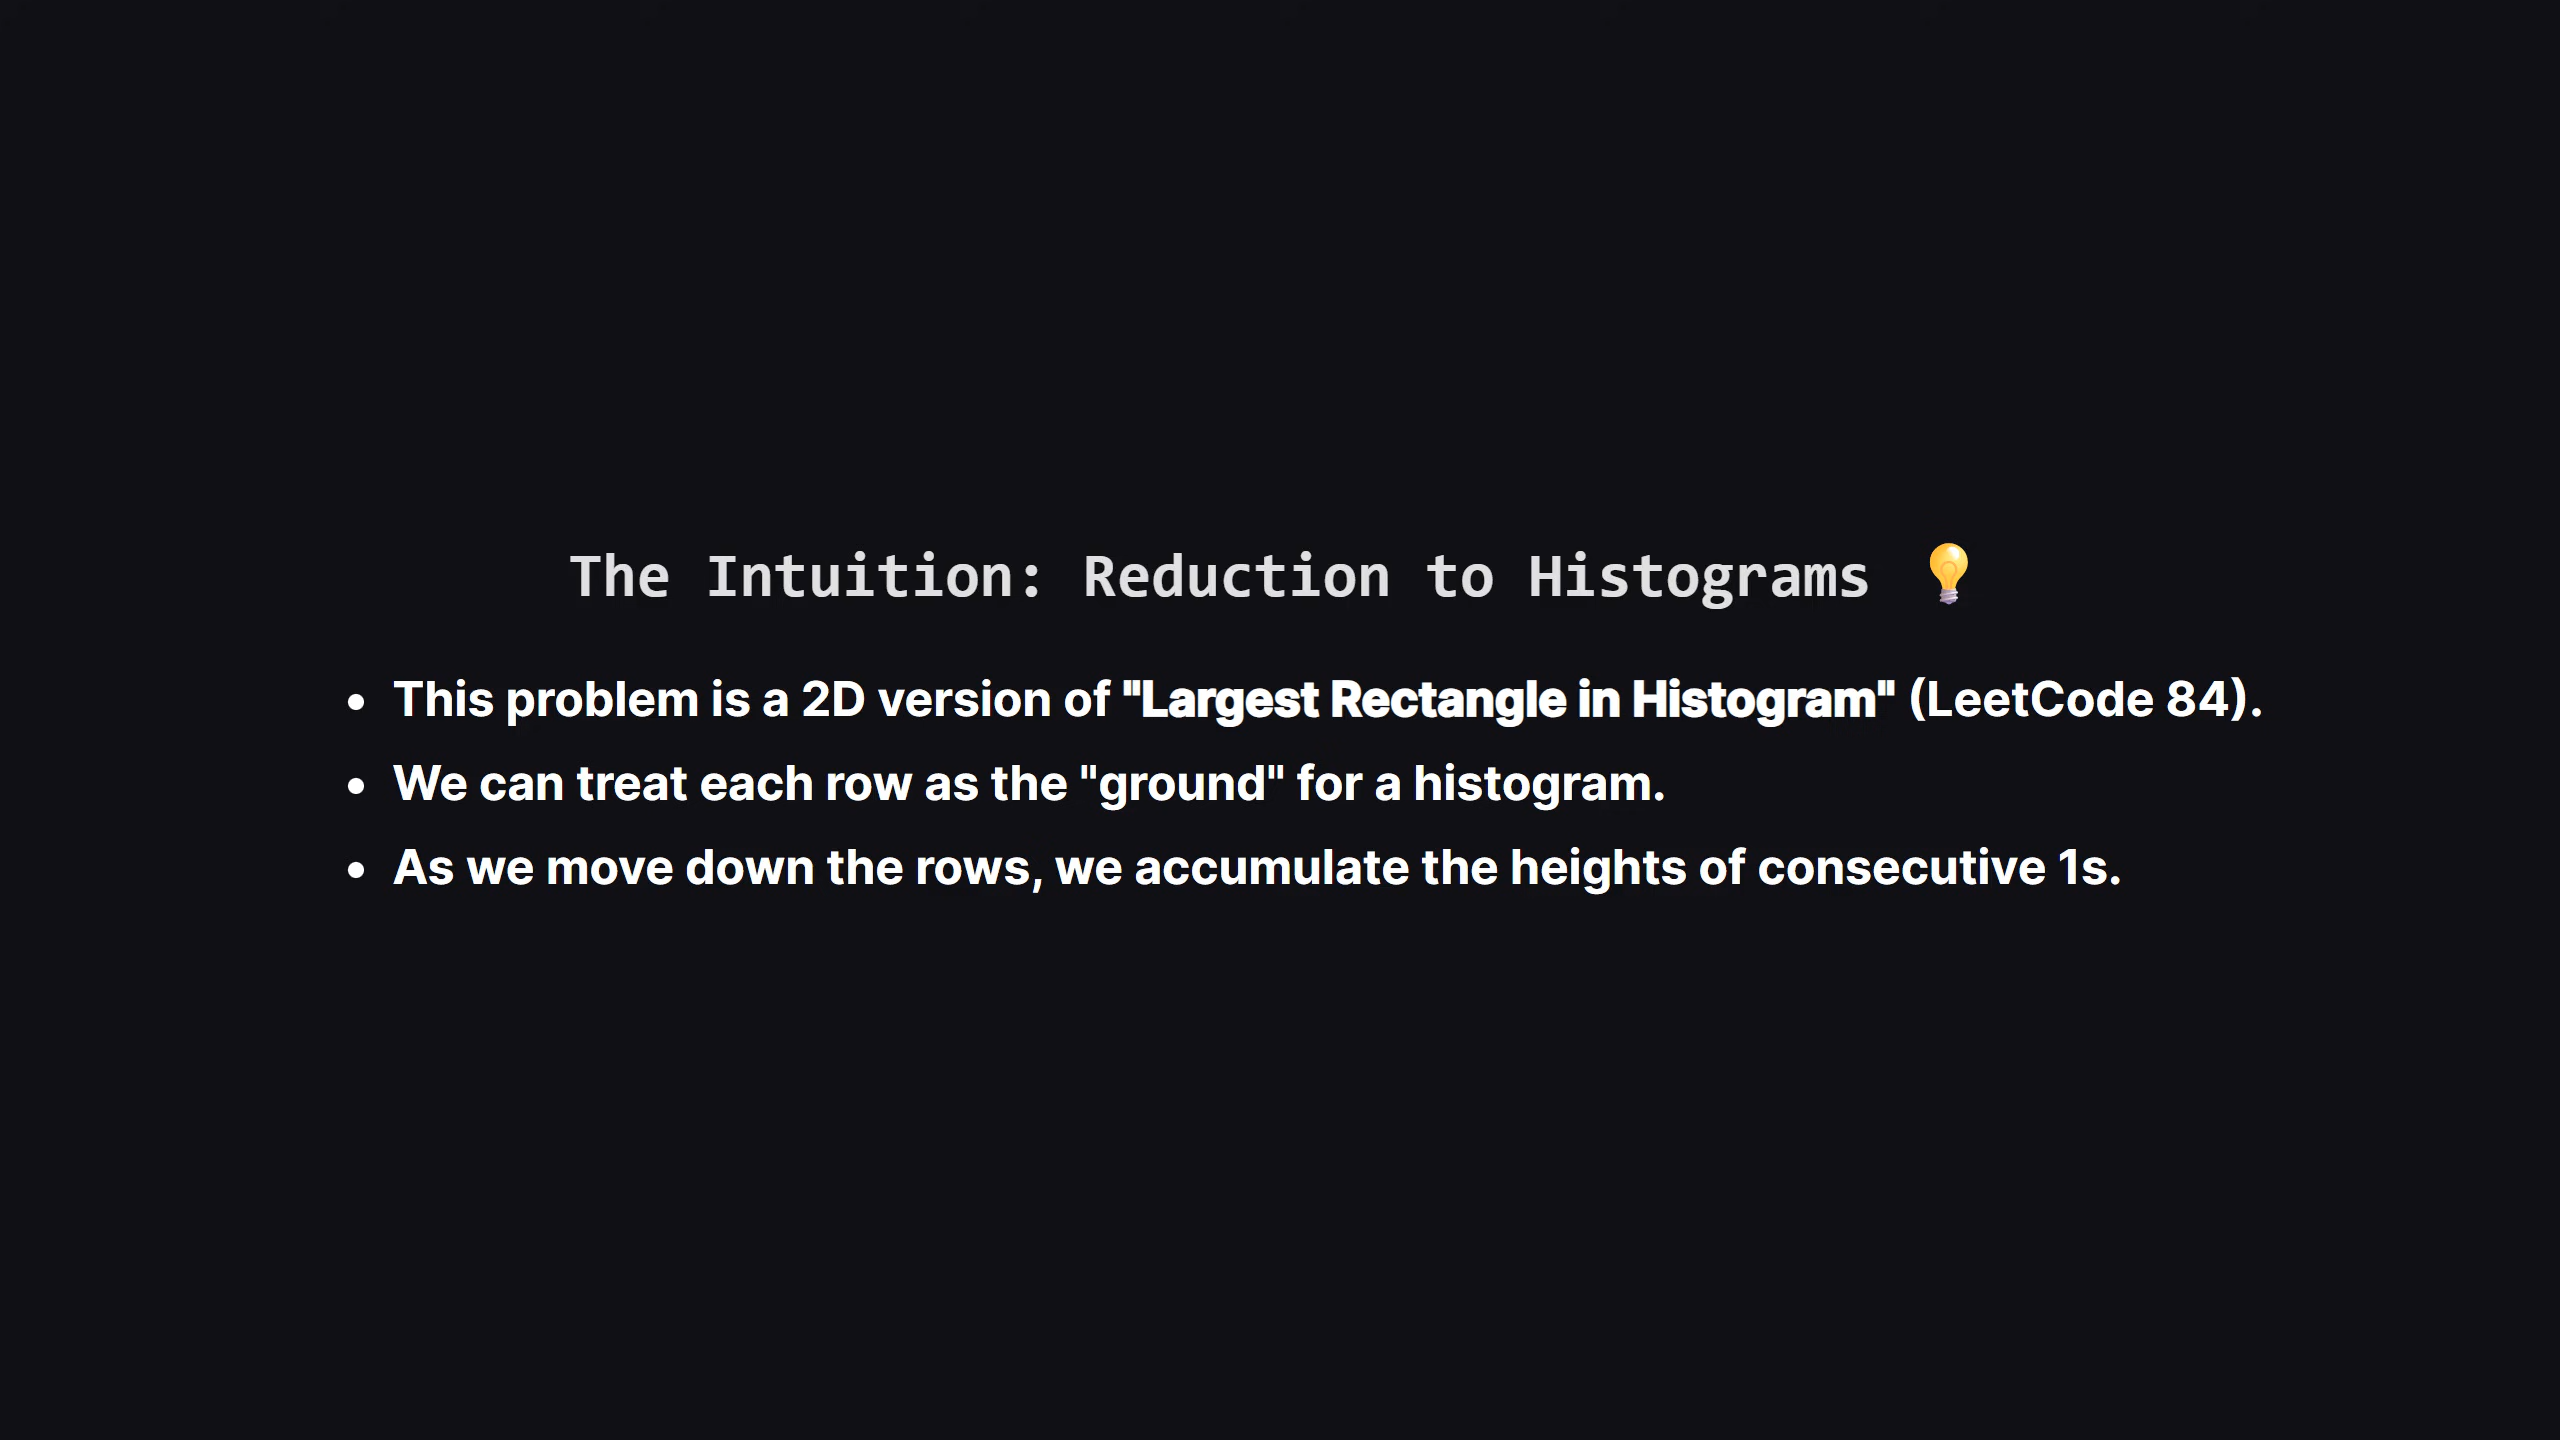 The Intuition: Reduction to Histograms 💡
• This problem is a 2D version of "Largest Rectangle in Histogram" (LeetCode 84).
• We can treat each row as the "ground" for a histogram.
• As we move down the rows, we accumulate the heights of consecutive 1s.